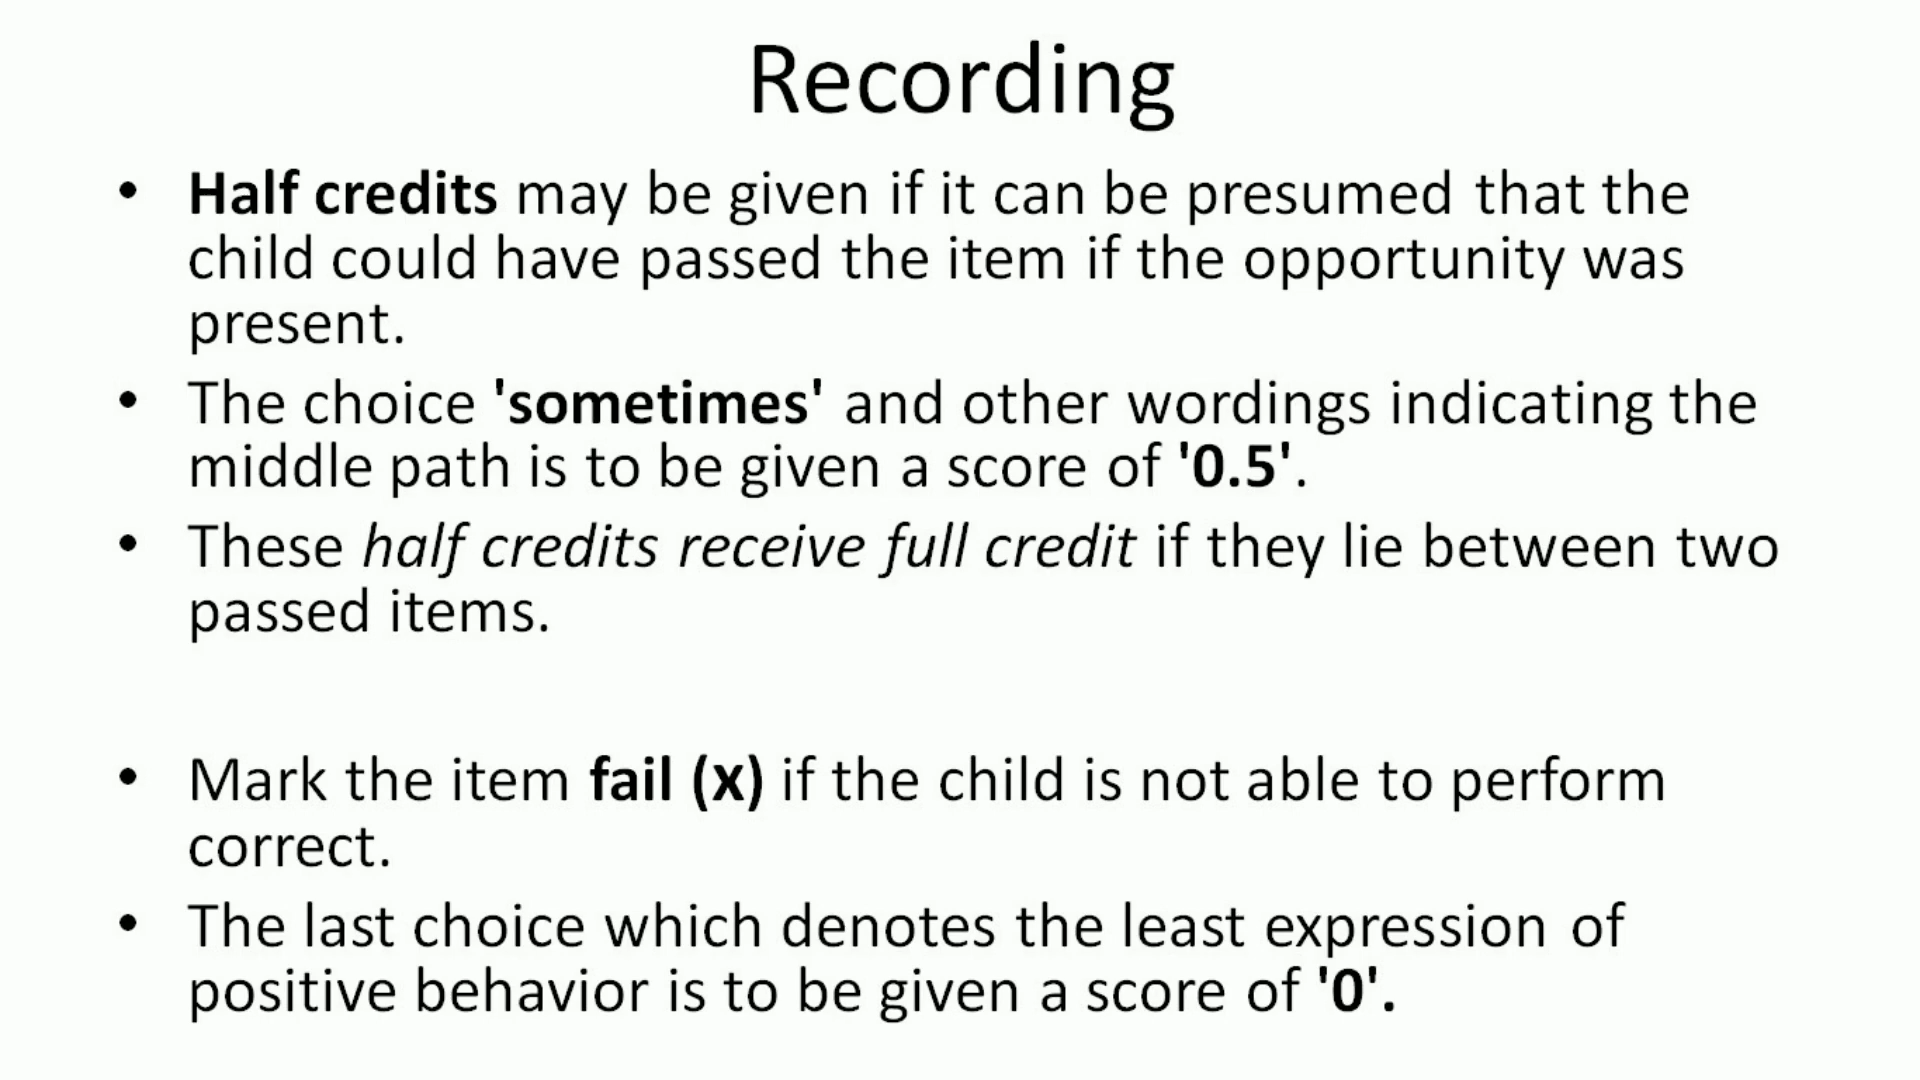 Recording
• Half credits may be given if it can be presumed that the
child could have passed the item if the opportunity was
present.
• The choice 'sometimes' and other wordings indicating the
middle path is to be given a score of '0.5'.
• These half credits receive full credit if they lie between two
passed items.
• Mark the item fail (x) if the child is not able to perform
correct.
• The last choice which denotes the least expression of
positive behavior is to be given a score of '0'.